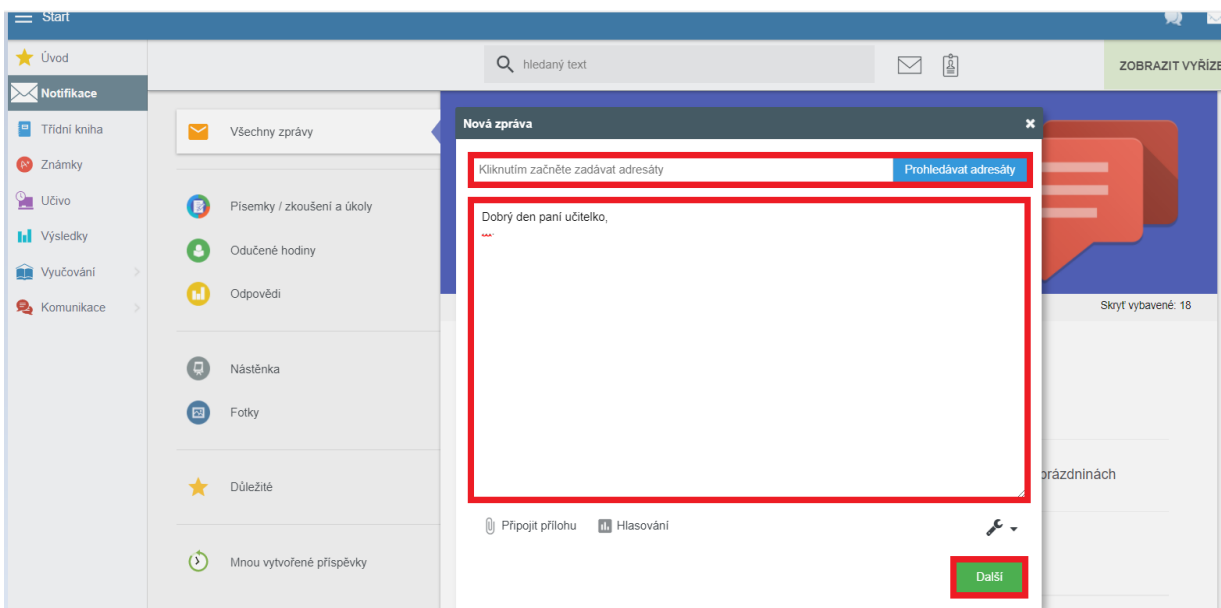 Start
Úvod
Notifikace
Třídní kniha
Známky
Učivo
Výsledky
Vyučování
Komunikace
hledaný text
ZOBRAZIT VYŘÍZE
Všechny zprávy
Písemky / zkoušení a úkoly
Odučené hodiny
Odpovědi
Nástěnka
Fotky
Důležité
Mnou vytvořené příspěvky
Nová zpráva
Kliknutím začněte zadávat adresáty
Prohledávat adresáty
Dobrý den paní učitelko,
....
Připojit přílohu
Hlasování
Další
Skryť vybavené: 18
prázdninách